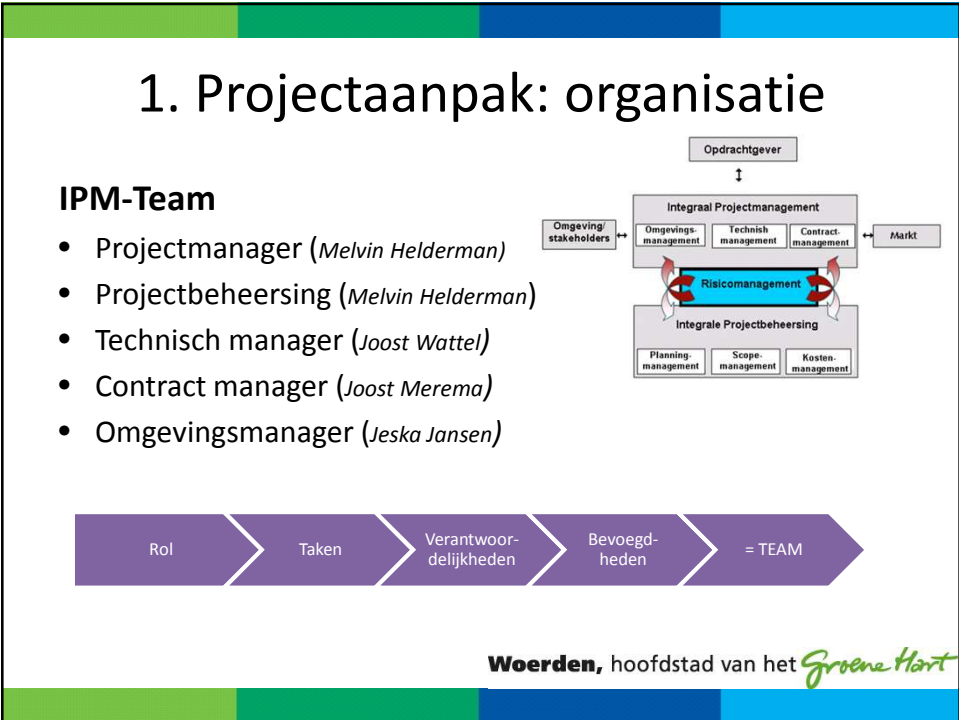 1. Projectaanpak: organisatie
IPM-Team
• Projectmanager (Melvin Helderman)
• Projectbeheersing (Melvin Helderman)
• Technisch manager (Joost Wattel)
• Contract manager (Joost Merema)
• Omgevingsmanager (Jeska Jansen)
Opdrachtgever
Integraal Projectmanagement
Omgeving/
stakeholders
Omgevings-
management
Technish
management
Contract-
management
Markt
Risicomanagement
Integrale Projectbeheersing
Planning-
management
Scope-
management
Kosten-
management
Rol
Taken
Verantwoor-
delijkheden
Bevoegd-
heden
= TEAM
Woerden, hoofdstad van het Groene Hart